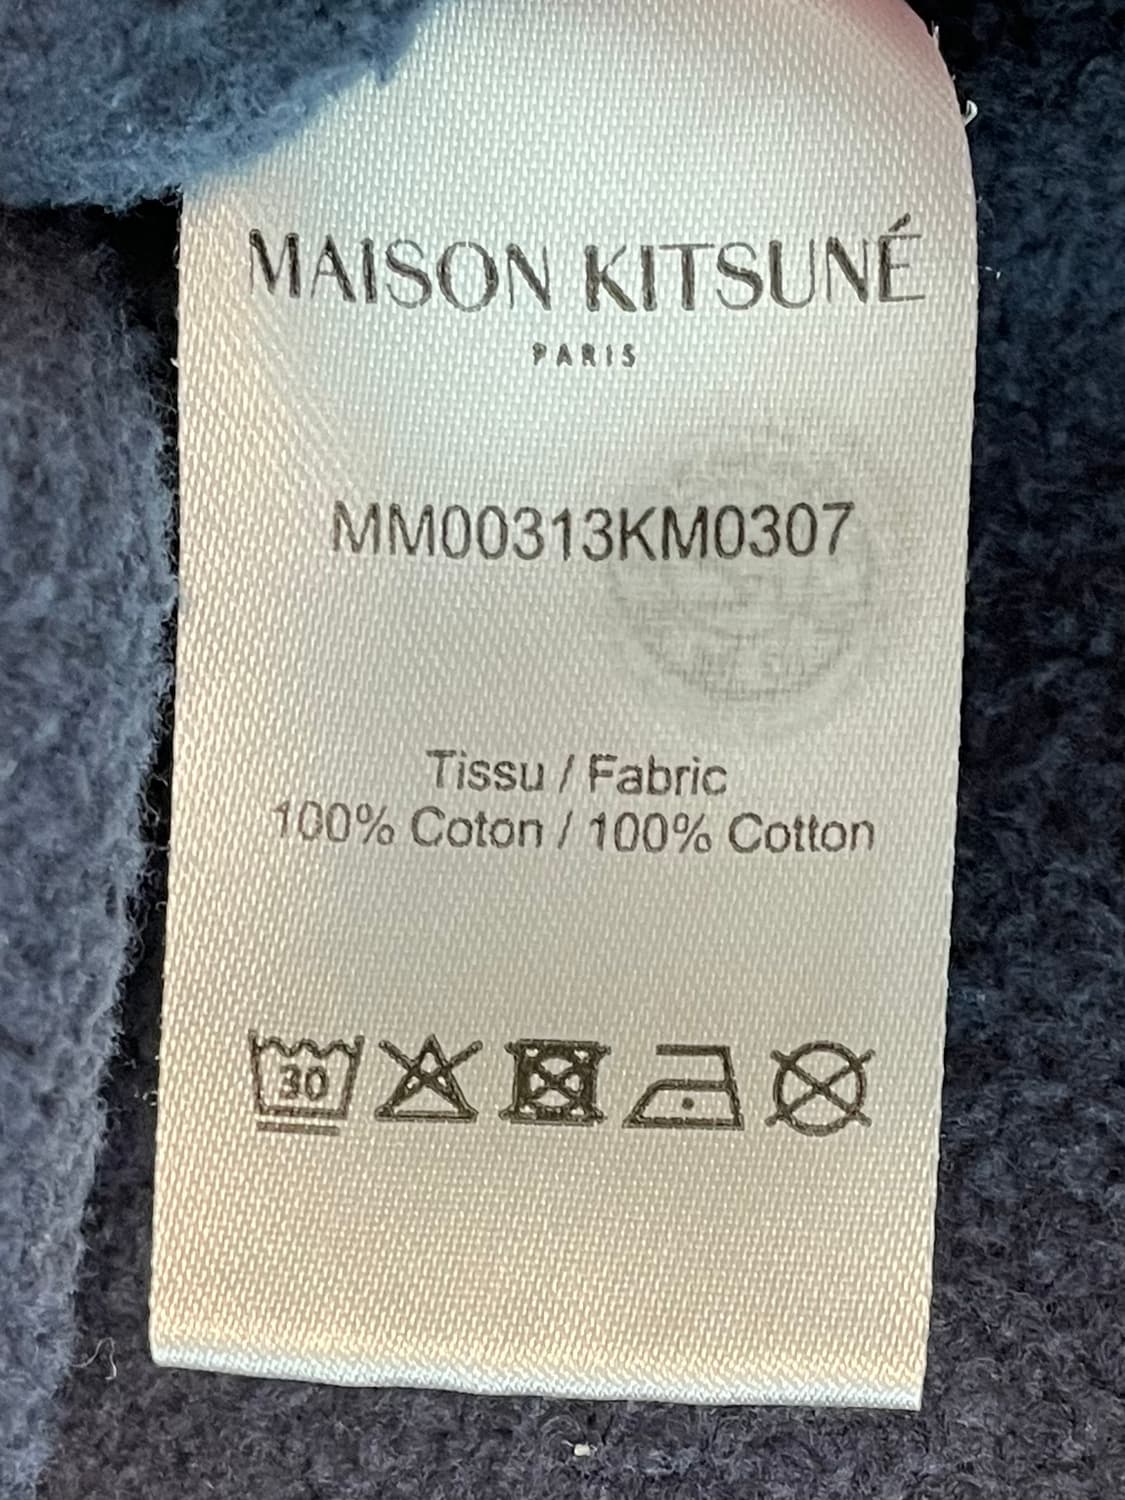 MAISON KITSUNÉ
PARIS
MM00313KM0307
Tissu / Fabric
100% Coton / 100% Cotton
30